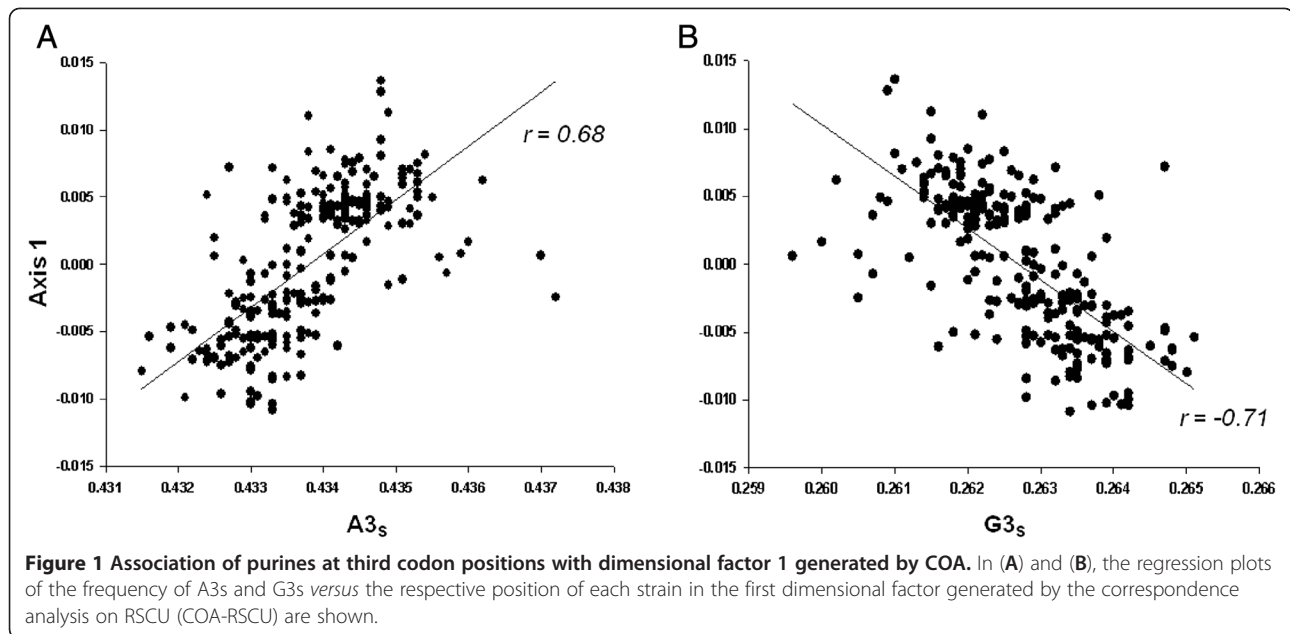 A
0.015
0.010
0.005
0.000
-0.005
-0.010
-0.015
Axis 1
r = 0.68
0.431 0.432 0.433 0.434 0.435 0.436 0.437 0.438
A3s
B
0.015
0.010
0.005
0.000
-0.005
-0.010
-0.015
r = -0.71
0.259 0.260 0.261 0.262 0.263 0.264 0.265 0.266
G3s
Figure 1 Association of purines at third codon positions with dimensional factor 1 generated by COA. In (A) and (B), the regression plots
of the frequency of A3s and G3s versus the respective position of each strain in the first dimensional factor generated by the correspondence
analysis on RSCU (COA-RSCU) are shown.